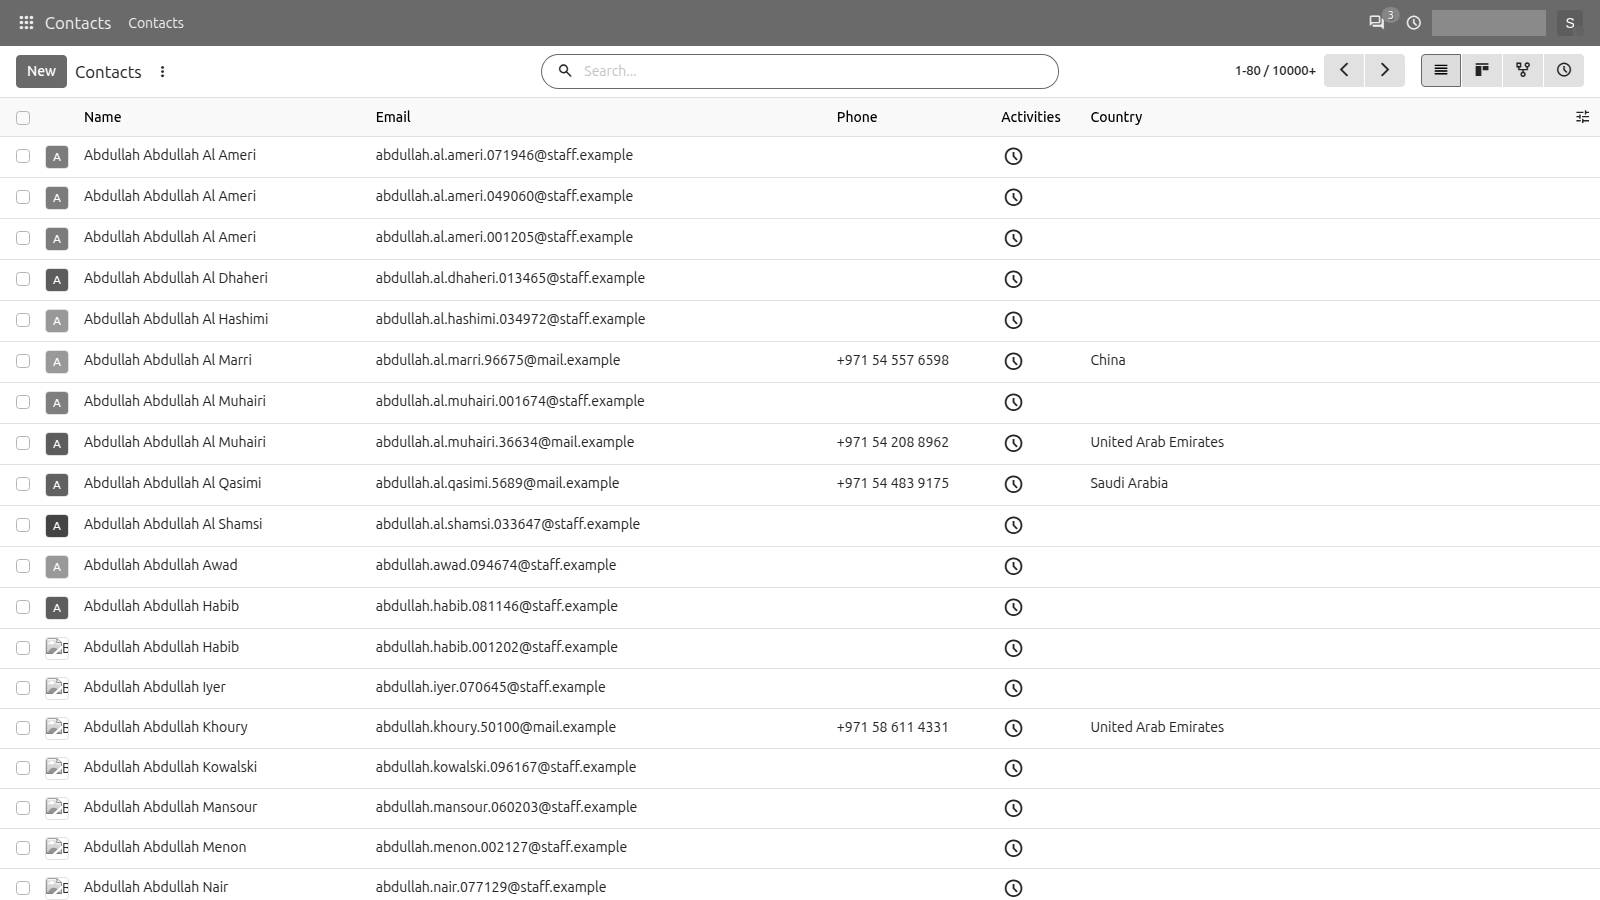 Contacts Contacts 3 S
New Contacts Search... 1-80 / 10000+
Name Email Phone Activities Country
A Abdullah Abdullah Al Ameri abdullah.al.ameri.071946@staff.example
A Abdullah Abdullah Al Ameri abdullah.al.ameri.049060@staff.example
A Abdullah Abdullah Al Ameri abdullah.al.ameri.001205@staff.example
A Abdullah Abdullah Al Dhaheri abdullah.al.dhaheri.013465@staff.example
A Abdullah Abdullah Al Hashimi abdullah.al.hashimi.034972@staff.example
A Abdullah Abdullah Al Marri abdullah.al.marri.96675@mail.example +971 54 557 6598 China
A Abdullah Abdullah Al Muhairi abdullah.al.muhairi.001674@staff.example
A Abdullah Abdullah Al Muhairi abdullah.al.muhairi.36634@mail.example +971 54 208 8962 United Arab Emirates
A Abdullah Abdullah Al Qasimi abdullah.al.qasimi.5689@mail.example +971 54 483 9175 Saudi Arabia
A Abdullah Abdullah Al Shamsi abdullah.al.shamsi.033647@staff.example
A Abdullah Abdullah Awad abdullah.awad.094674@staff.example
A Abdullah Abdullah Habib abdullah.habib.081146@staff.example
Abdullah Abdullah Habib abdullah.habib.001202@staff.example
Abdullah Abdullah Iyer abdullah.iyer.070645@staff.example
Abdullah Abdullah Khoury abdullah.khoury.50100@mail.example +971 58 611 4331 United Arab Emirates
Abdullah Abdullah Kowalski abdullah.kowalski.096167@staff.example
Abdullah Abdullah Mansour abdullah.mansour.060203@staff.example
Abdullah Abdullah Menon abdullah.menon.002127@staff.example
Abdullah Abdullah Nair abdullah.nair.077129@staff.example